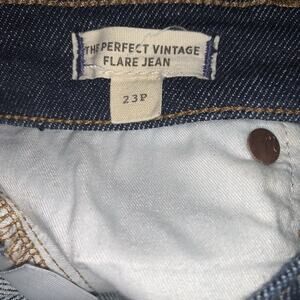 THE PERFECT VINTAGE
FLARE JEAN
23P